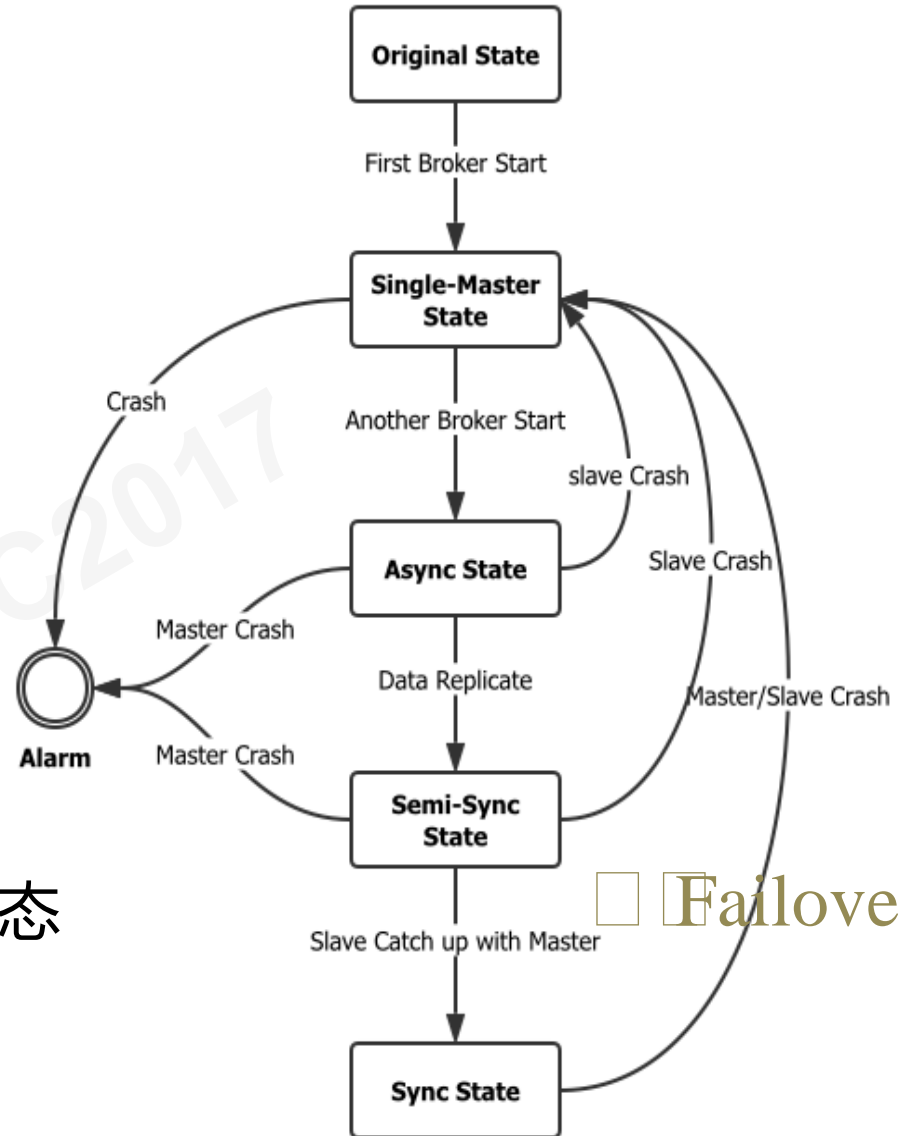 Original State
First Broker Start
Single-Master
State
Crash
Another Broker Start
slave Crash
Slave Crash
Async State
Master Crash
Data Replicate
Master/Slave Crash
Alarm
Master Crash
Semi-Sync
State
态
Failove
Slave Catch up with Master
Sync State
C2017